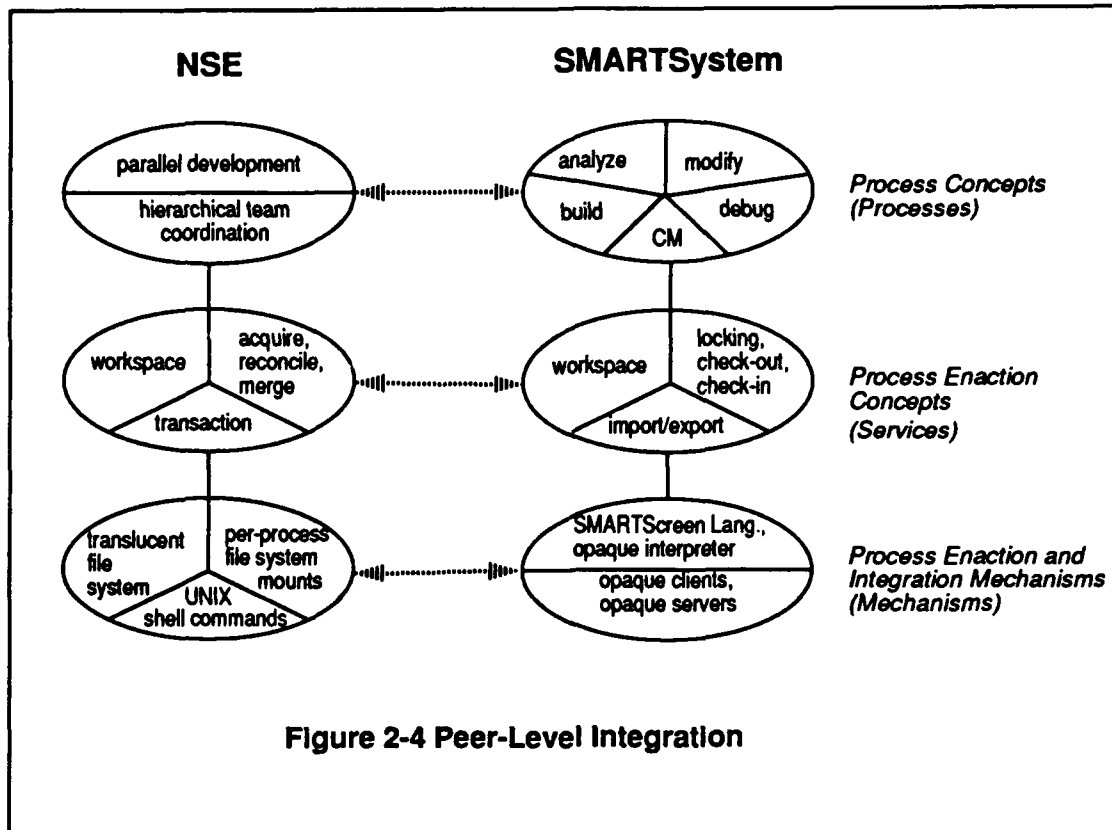 NSE
SMARTSystem
parallel development
hierarchical team
coordination
analyze
modify
build
debug
CM
Process Concepts
(Processes)
workspace
acquire,
reconcile,
merge
transaction
workspace
locking,
check-out,
check-in
import/export
Process Enaction
Concepts
(Services)
translucent
file
system
per-process
file system
mounts
UNIX
shell commands
SMARTScreen Lang.,
opaque interpreter
opaque clients,
opaque servers
Process Enaction and
Integration Mechanisms
(Mechanisms)
Figure 2-4 Peer-Level Integration